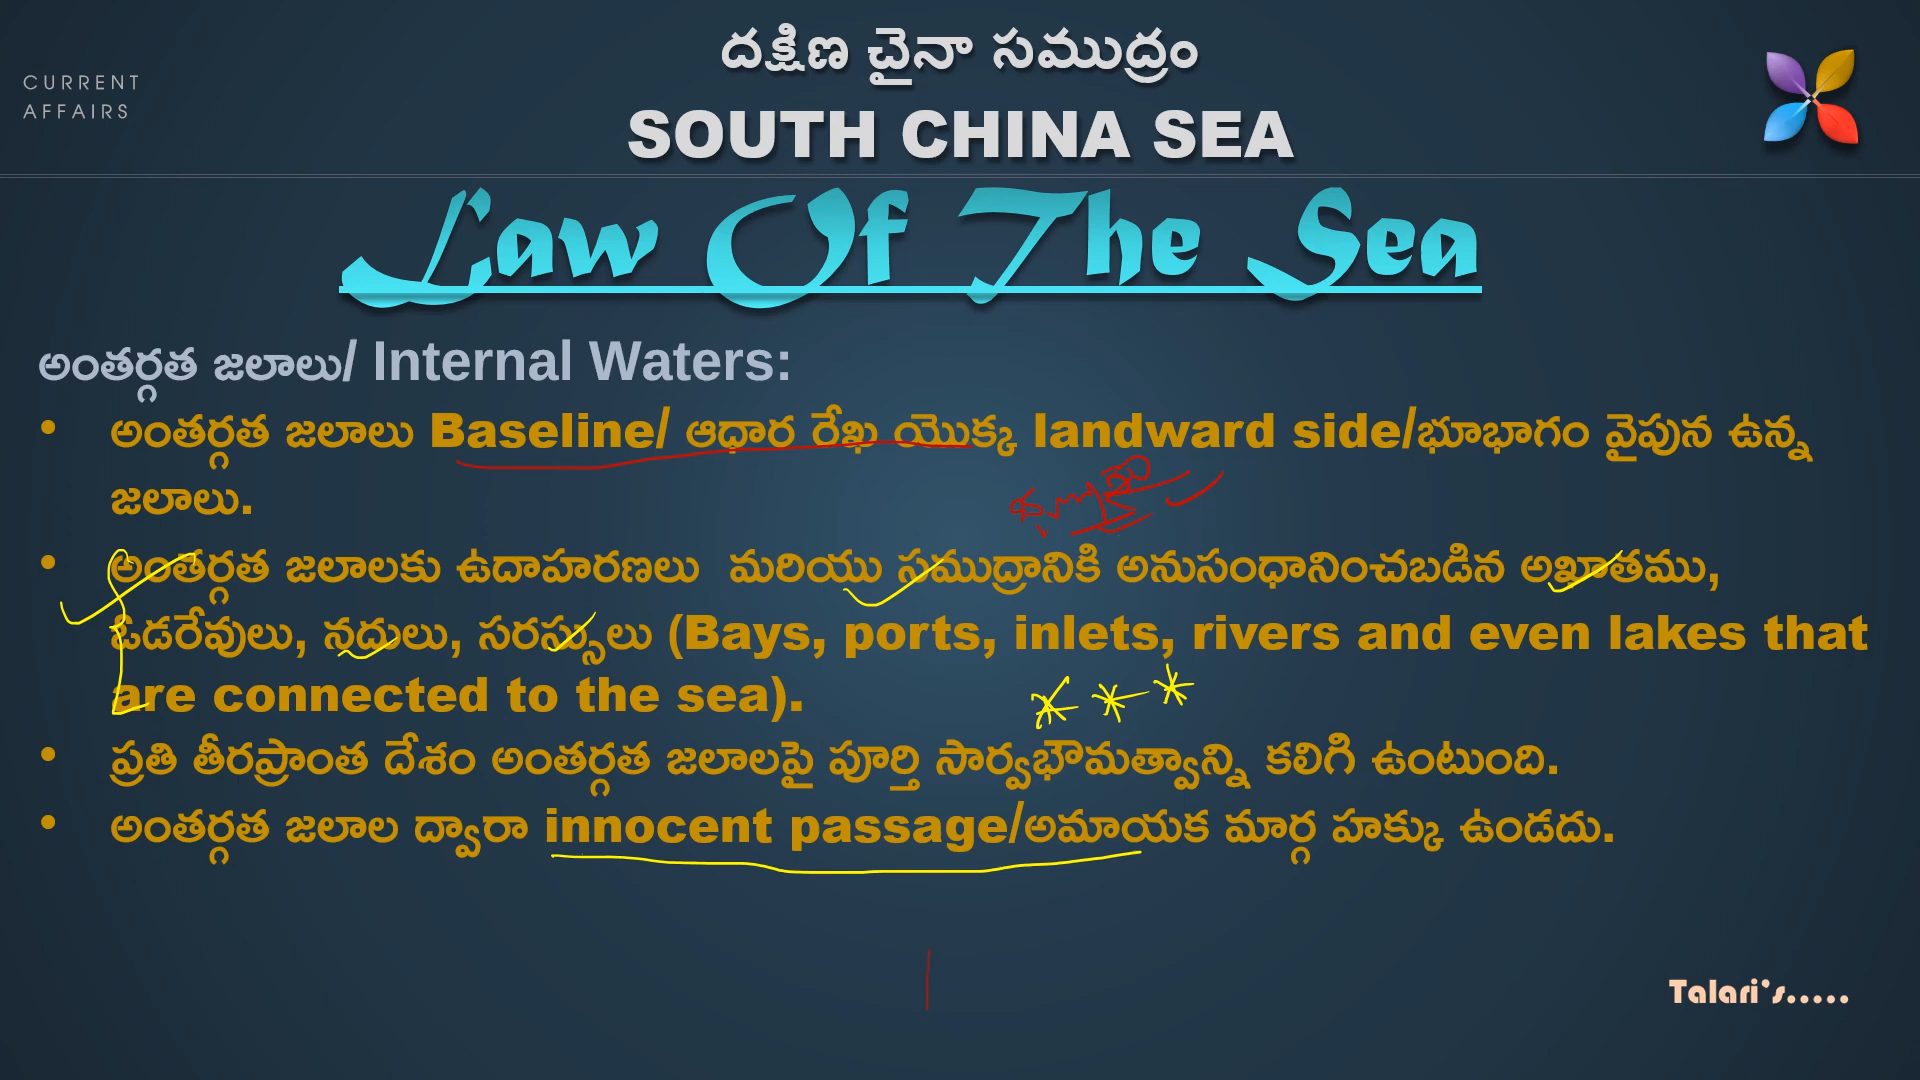 CURRENT
AFFAIRS
దక్షిణ చైనా సముద్రం
SOUTH CHINA SEA
Law Of The Sea
అంతర్గత జలాలు/ Internal Waters:
• అంతర్గత జలాలు Baseline/ ఆధార రేఖ యొక్క landward side/భూభాగం వైపున ఉన్న
జలాలు.
• అంతర్గత జలాలకు ఉదాహరణలు మరియు సముద్రానికి అనుసంధానించబడిన అఖాతము,
ఓడరేవులు, నదులు, సరస్సులు (Bays, ports, inlets, rivers and even lakes that
are connected to the sea).
• ప్రతి తీరప్రాంత దేశం అంతర్గత జలాలపై పూర్తి సార్వభౌమత్వాన్ని కలిగి ఉంటుంది.
• అంతర్గత జలాల ద్వారా innocent passage/అమాయక మార్గ హక్కు ఉండదు.
Talari's.....